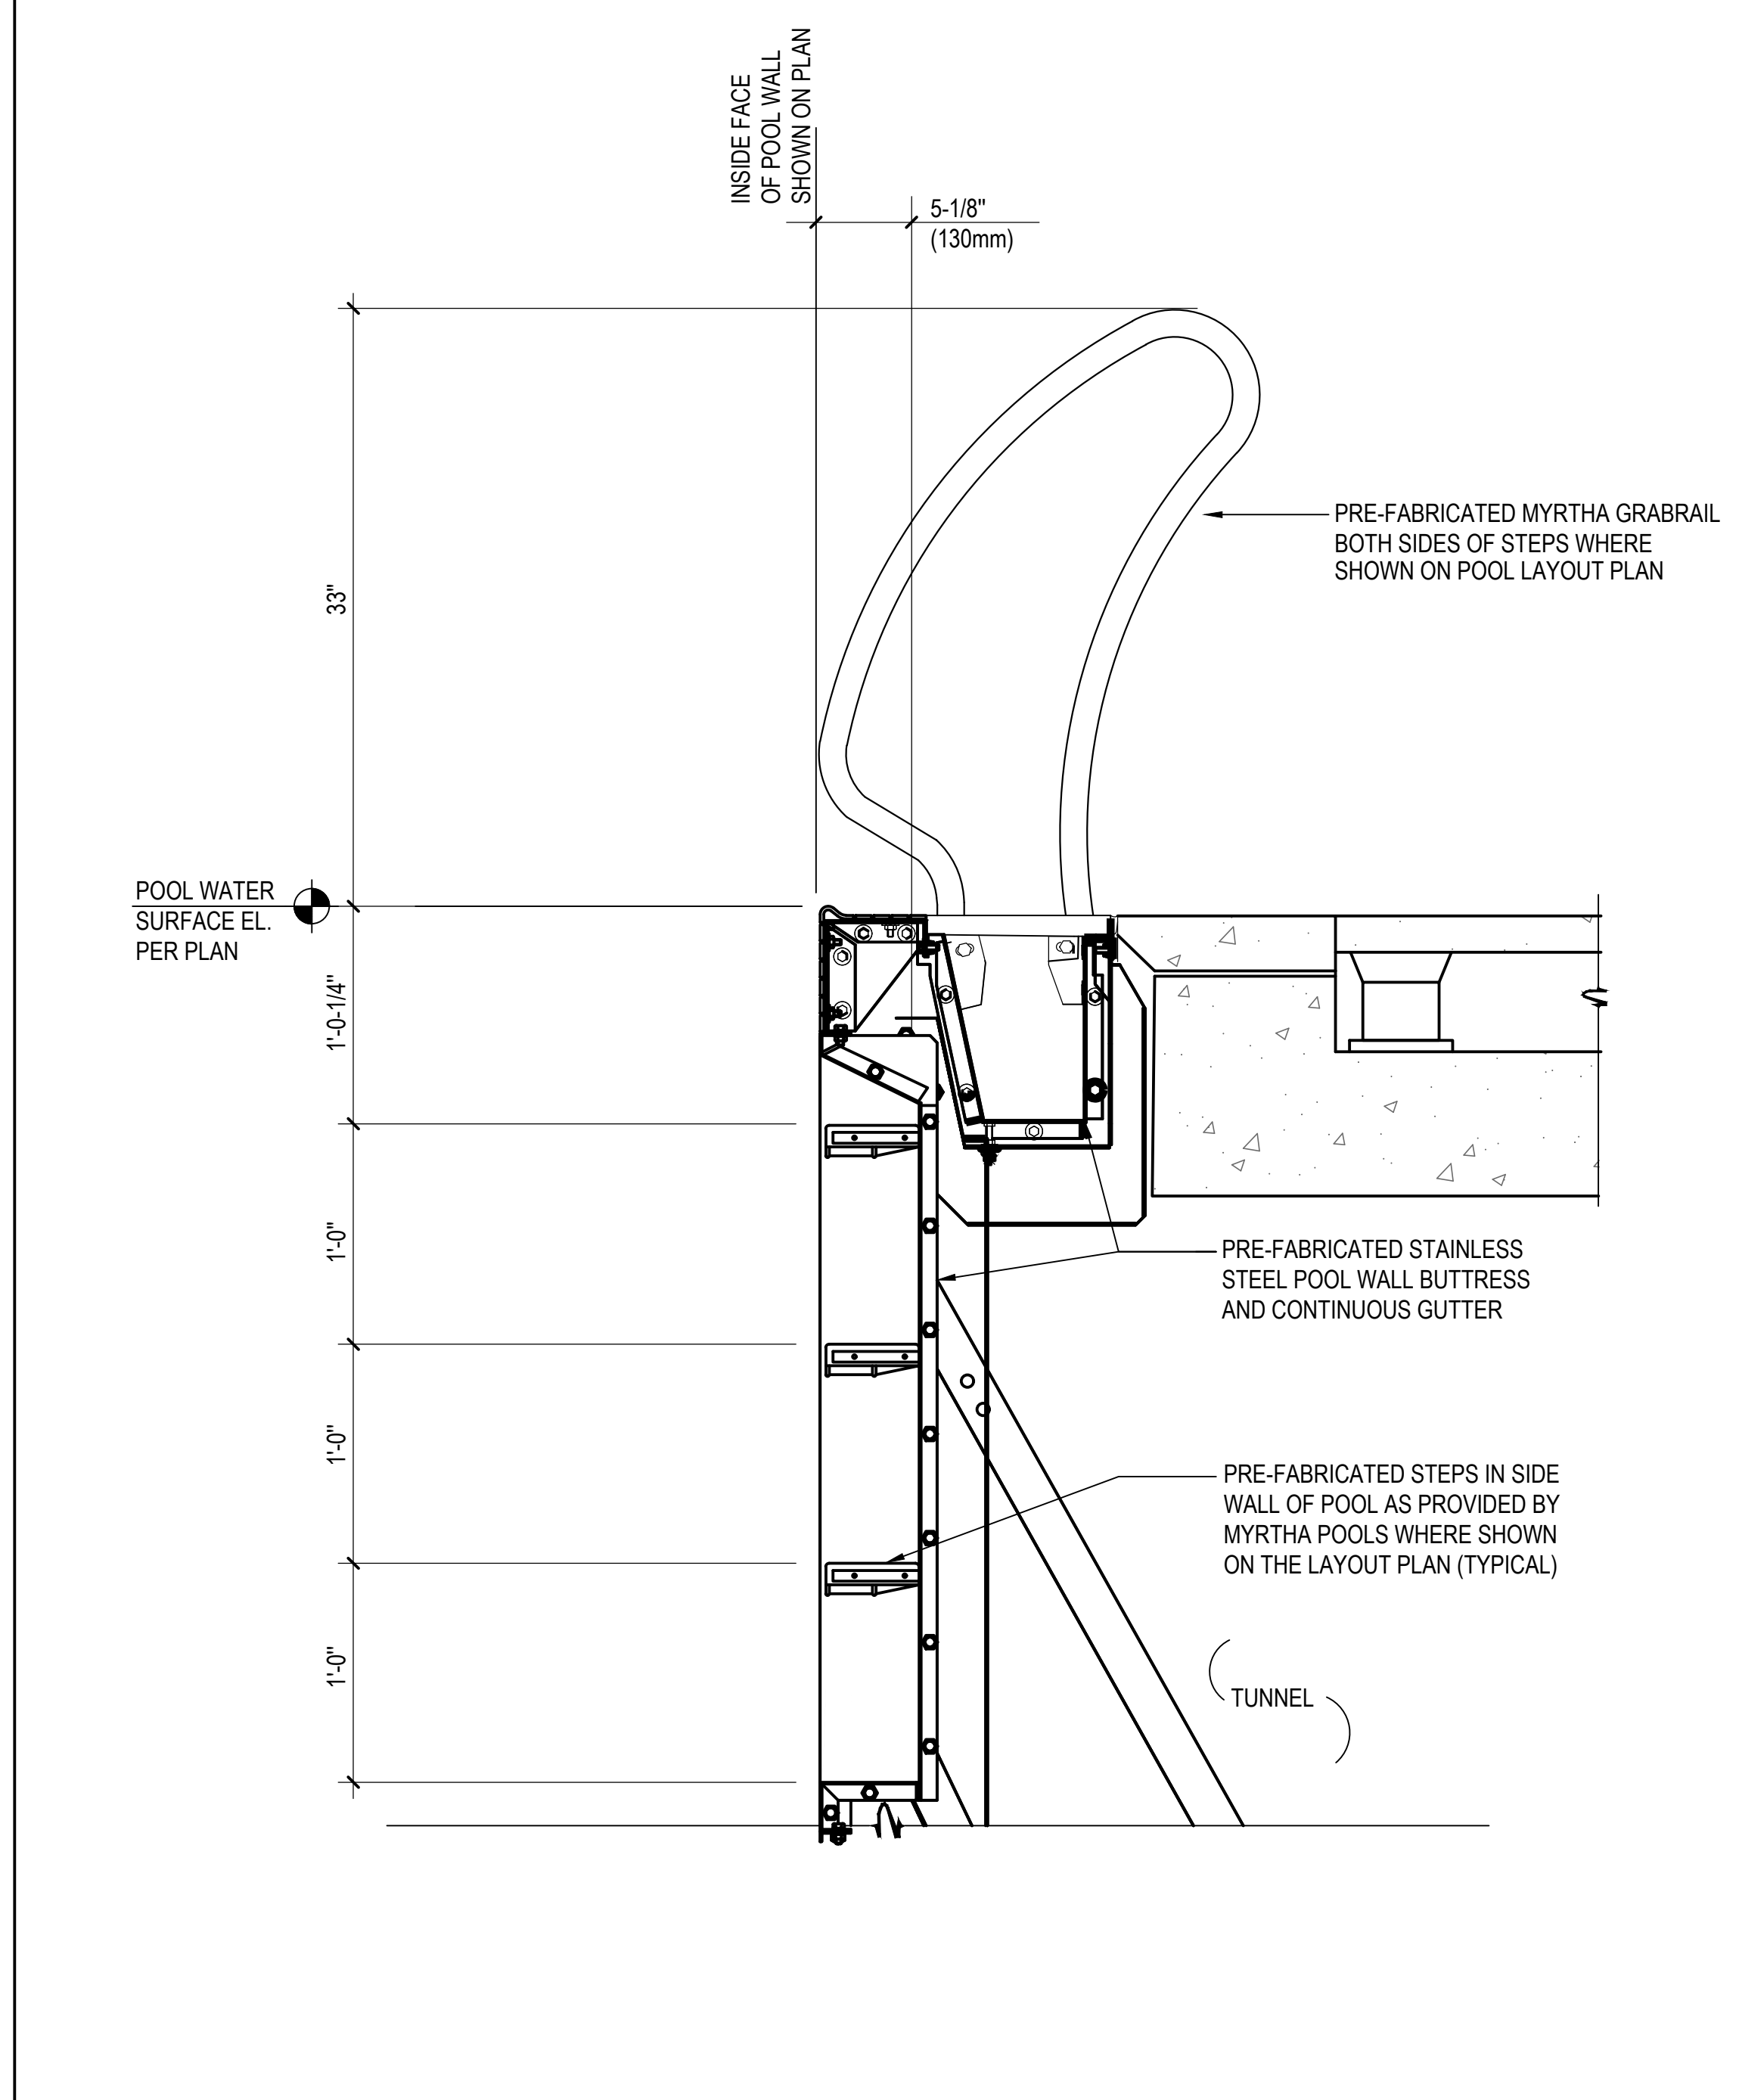 INSIDE FACE
OF POOL WALL
SHOWN ON PLAN
5-1/8"
(130mm)
33"
PRE-FABRICATED MYRTHA GRABRAIL
BOTH SIDES OF STEPS WHERE
SHOWN ON POOL LAYOUT PLAN
POOL WATER
SURFACE EL.
PER PLAN
1'-0-1/4"
1'-0"
PRE-FABRICATED STAINLESS
STEEL POOL WALL BUTTRESS
AND CONTINUOUS GUTTER
1'-0"
PRE-FABRICATED STEPS IN SIDE
WALL OF POOL AS PROVIDED BY
MYRTHA POOLS WHERE SHOWN
ON THE LAYOUT PLAN (TYPICAL)
1'-0"
TUNNEL